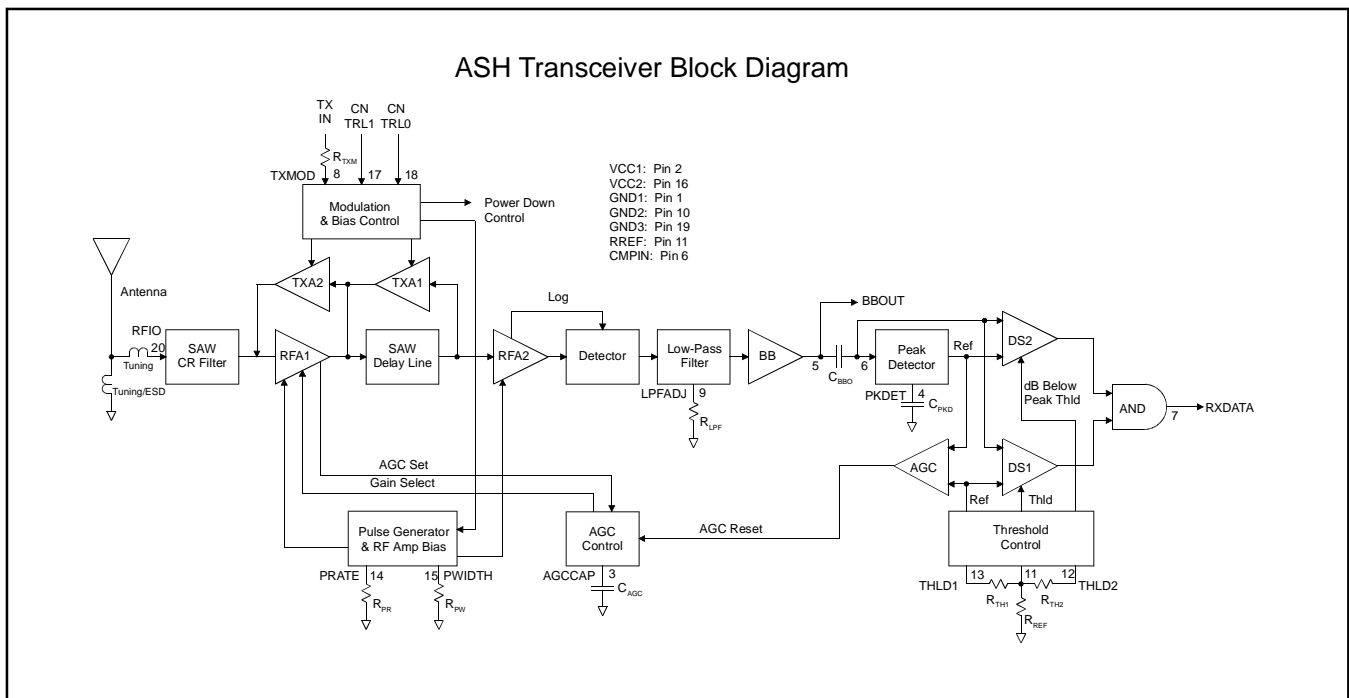 ASH Transceiver Block Diagram
TX
IN
CN
TRL1
CN
TRL0
RTXM
TXMOD
8
17
18
Modulation
& Bias Control
Power Down
Control
VCC1: Pin 2
VCC2: Pin 16
GND1: Pin 1
GND2: Pin 10
GND3: Pin 19
RREF: Pin 11
CMPIN: Pin 6
Antenna
TXA2
TXA1
Log
BBOUT
RFIO
20
Tuning
Tuning/ESD
SAW
CR Filter
RFA1
SAW
Delay Line
RFA2
Detector
Low-Pass
Filter
LPFADJ
9
RLPF
BB
5
CBBO
6
Peak
Detector
PKDET
4
CPKD
Ref
DS2
dB Below
Peak Thld
AND
7
RXDATA
AGC
DS1
Ref
Thld
AGC Set
Gain Select
AGC Reset
Pulse Generator
& RF Amp Bias
PRATE
14
15
PWIDTH
RPR
RPW
AGC
Control
AGCCAP
3
CAGC
Threshold
Control
THLD1
13
11
12
THLD2
RTH1
RTH2
RREF